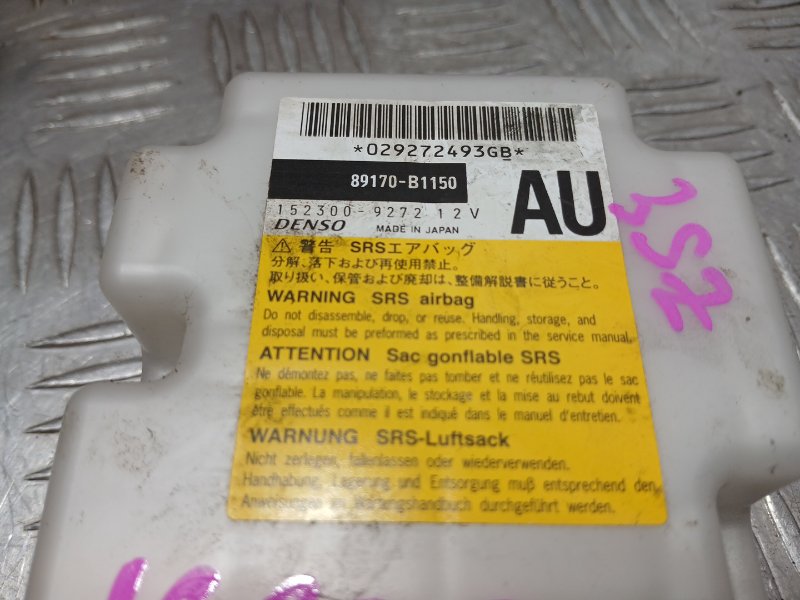 *029272493GB*
89170-B1150
AU
152300-9272 12V
DENSO MADE IN JAPAN
⚠ 警告 SRSエアバッグ
分解、落下および再使用禁止。
取り扱い、保管および廃却は、整備解説書に従うこと。
WARNING SRS airbag
Do not disassemble, drop, or reuse. Handling, storage, and
disposal must be preformed as prescribed in the service manual.
ATTENTION Sac gonflable SRS
Ne démontez pas, ne faites pas tomber et ne réutilisez pas le sac
gonflable. La manipulation, le stockage et la mise au rebut doivent
être effectués comme il est indiqué dans le manuel d'entretien.
WARNUNG SRS-Luftsack
Nicht zerlegen, fallenlassen oder wiederverwenden.
Handhabung, Lagerung und Entsorgung muß entsprechend den
Anweisungen im Wartungshandbuch durchgeführt werden.